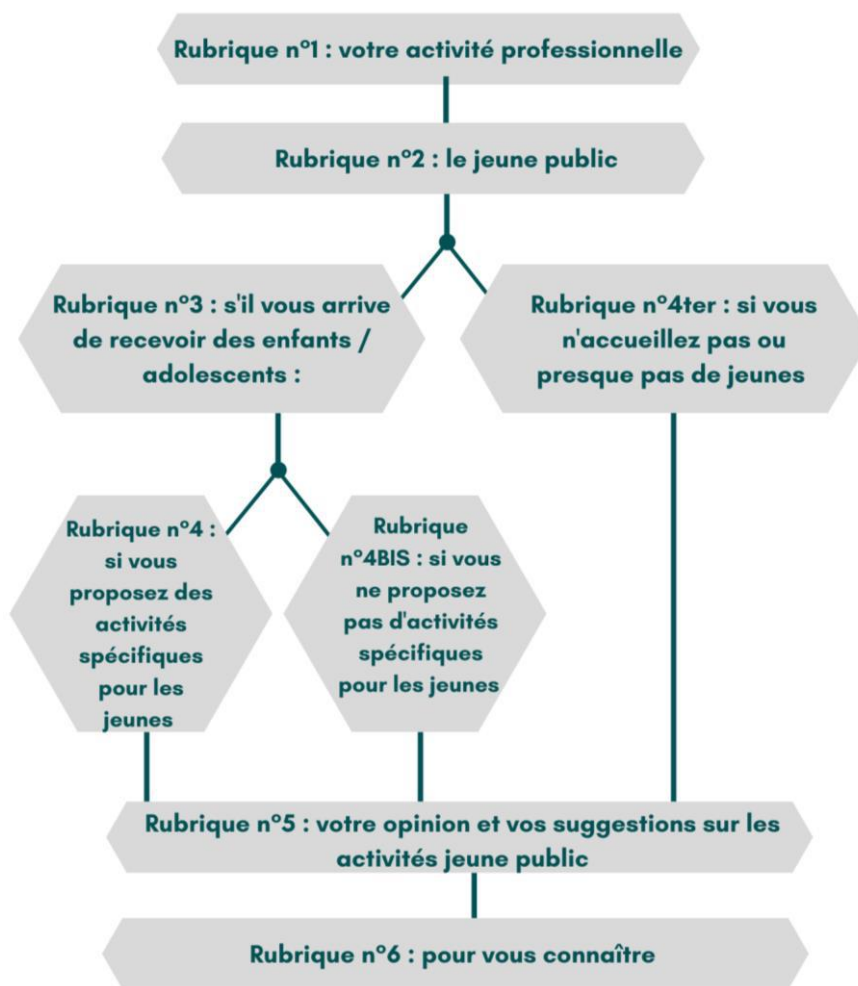 Rubrique n°1 : votre activité professionnelle
Rubrique n°2 : le jeune public
Rubrique n°3 : s'il vous arrive
de recevoir des enfants /
adolescents :
Rubrique n°4ter : si vous
n'accueillez pas ou
presque pas de jeunes
Rubrique n°4 :
si vous
proposez des
activités
spécifiques
pour les
jeunes
Rubrique
n°4BIS : si vous
ne proposez
pas d'activités
spécifiques
pour les jeunes
Rubrique n°5 : votre opinion et vos suggestions sur les
activités jeune public
Rubrique n°6 : pour vous connaître